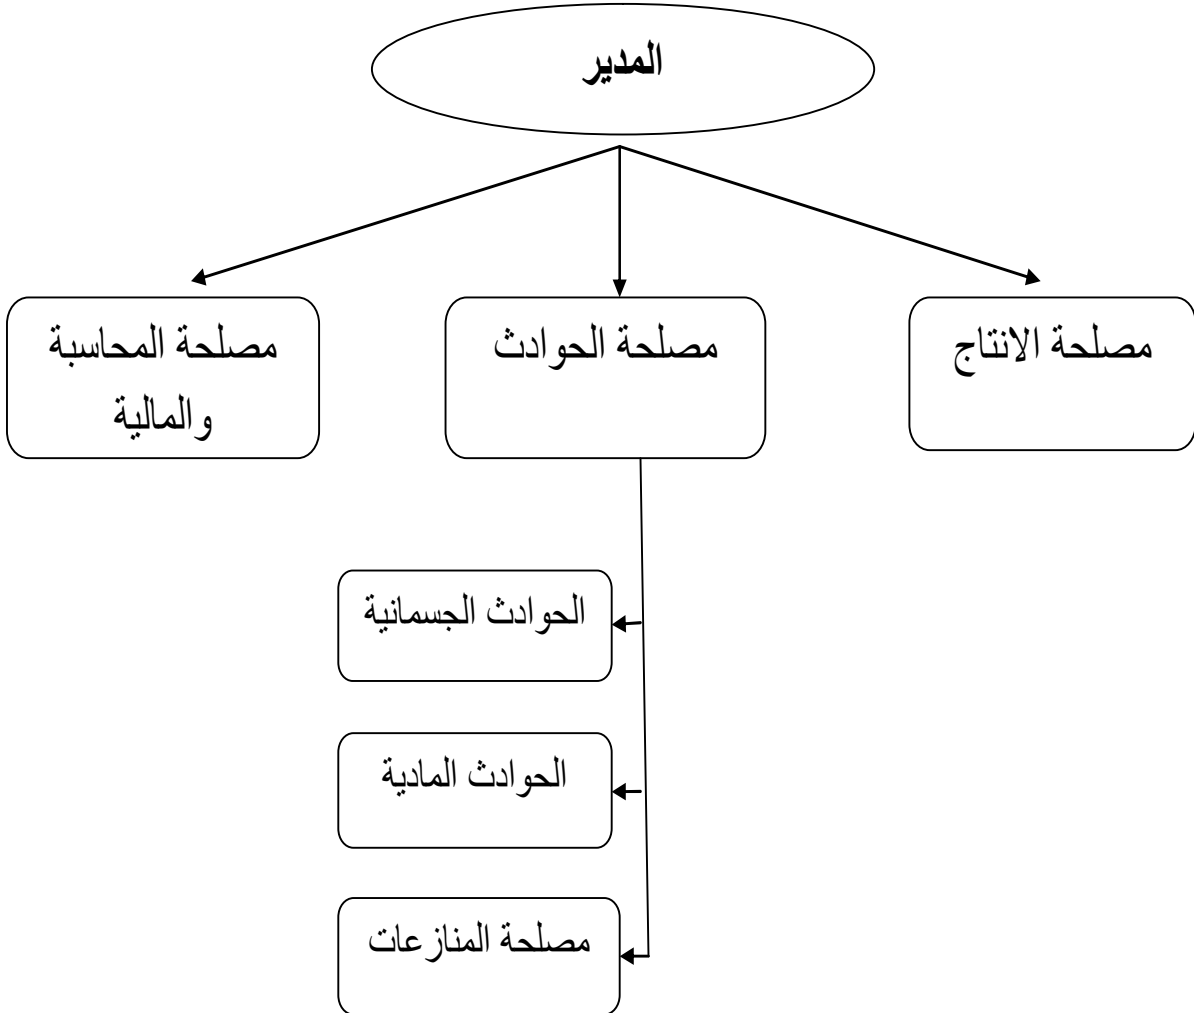 المدير
مصلحة الانتاج
مصلحة الحوادث
مصلحة المحاسبة
والمالية
الحوادث الجسمانية
الحوادث المادية
مصلحة المنازعات